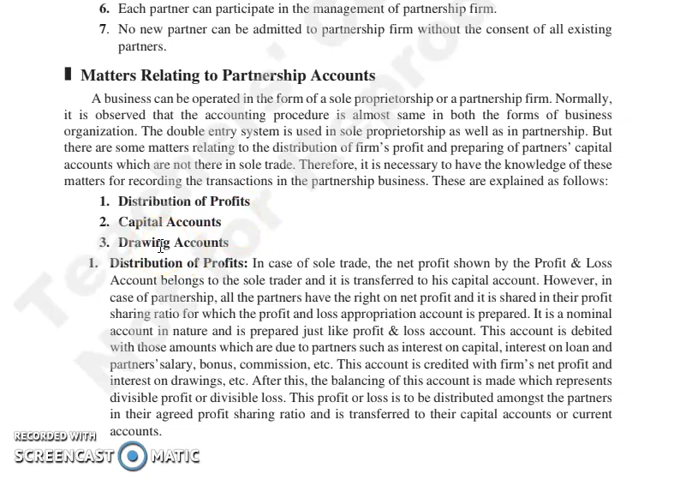 6. Each partner can participate in the management of partnership firm.
7. No new partner can be admitted to partnership firm without the consent of all existing
partners.
Matters Relating to Partnership Accounts
A business can be operated in the form of a sole proprietorship or a partnership firm. Normally,
it is observed that the accounting procedure is almost same in both the forms of business
organization. The double entry system is used in sole proprietorship as well as in partnership. But
there are some matters relating to the distribution of firm's profit and preparing of partners' capital
accounts which are not there in sole trade. Therefore, it is necessary to have the knowledge of these
matters for recording the transactions in the partnership business. These are explained as follows:
1. Distribution of Profits
2. Capital Accounts
3. Drawing Accounts
1. Distribution of Profits: In case of sole trade, the net profit shown by the Profit & Loss
Account belongs to the sole trader and it is transferred to his capital account. However, in
case of partnership, all the partners have the right on net profit and it is shared in their profit
sharing ratio for which the profit and loss appropriation account is prepared. It is a nominal
account in nature and is prepared just like profit & loss account. This account is debited
with those amounts which are due to partners such as interest on capital, interest on loan and
partners' salary, bonus, commission, etc. This account is credited with firm's net profit and
interest on drawings, etc. After this, the balancing of this account is made which represents
divisible profit or divisible loss. This profit or loss is to be distributed amongst the partners
in their agreed profit sharing ratio and is transferred to their capital accounts or current
accounts.
RECORDED WITH
SCREENCAST MATIC